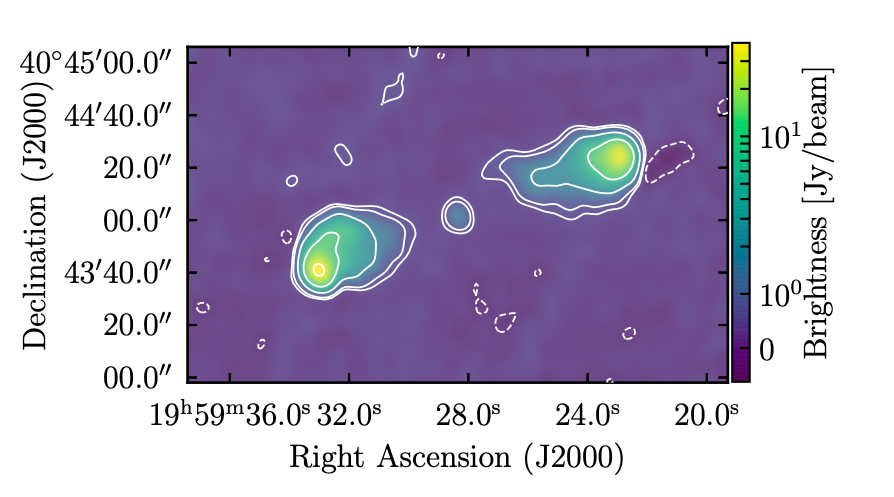 40°45′00.0″
44′40.0″
20.0″
00.0″
43′40.0″
20.0″
00.0″
Declination (J2000)
19ʰ59ᵐ36.0ˢ 32.0ˢ 28.0ˢ 24.0ˢ 20.0ˢ
Right Ascension (J2000)
10¹
10⁰
0
Brightness [Jy/beam]